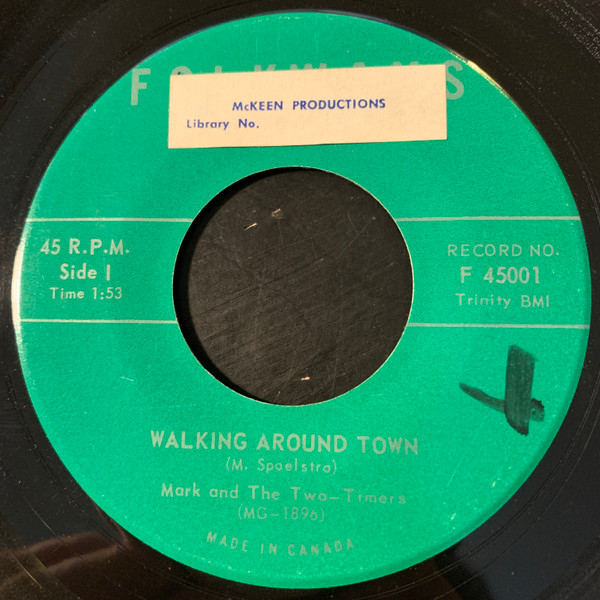 FOLKWAYS
McKEEN PRODUCTIONS
Library No.
45 R.P.M.
Side I
Time 1:53
RECORD NO.
F 45001
Trinity BMI
WALKING AROUND TOWN
(M. Spoelstra)
Mark and The Two-Timers
(MG-1896)
MADE IN CANADA